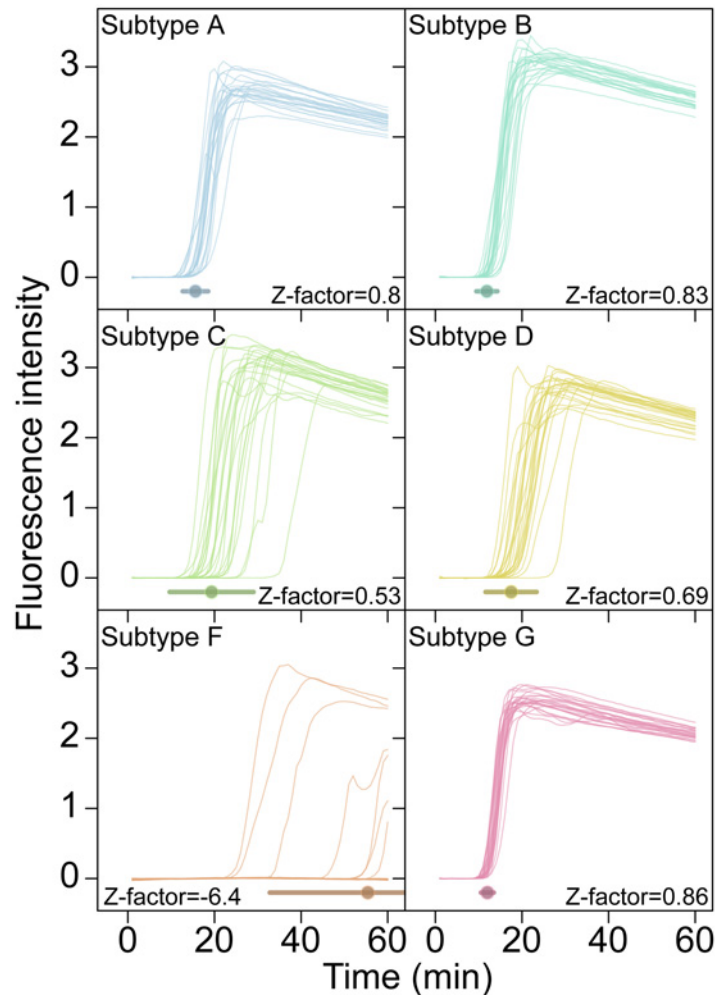 Subtype A
Subtype B
3
2
1
0
Z-factor=0.8
Z-factor=0.83
Subtype C
Subtype D
3
2
1
0
Z-factor=0.53
Z-factor=0.69
Subtype F
Subtype G
3
2
1
0
Z-factor=-6.4
Z-factor=0.86
0 20 40 60 0 20 40 60
Time (min)
Fluorescence intensity